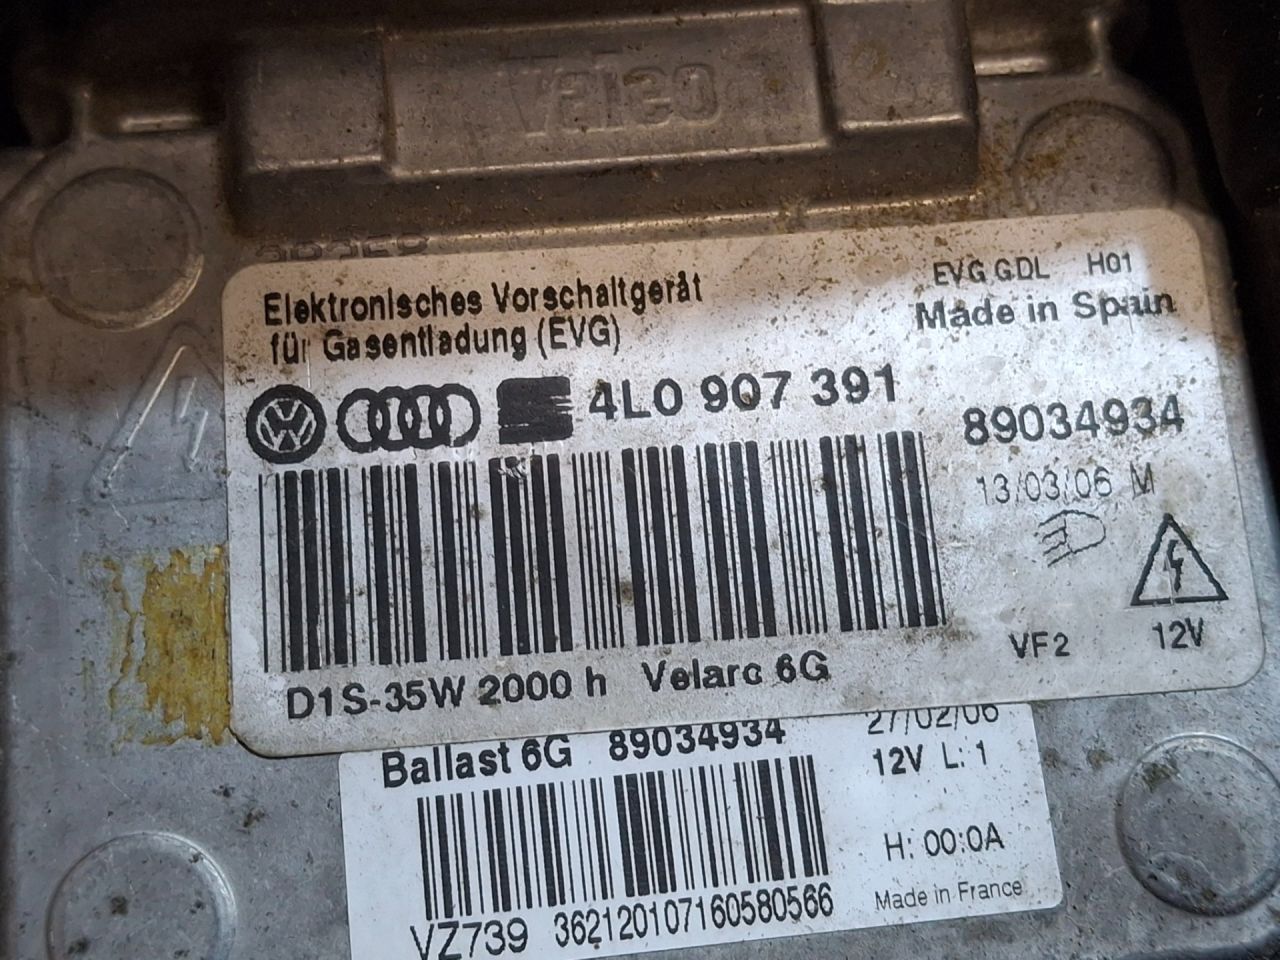 Valeo
Elektronisches Vorschaltgerät
für Gasentladung (EVG)
EVG GDL H01
Made in Spain
4L0 907 391
89034934
13/03/06 M
VF2
12V
D1S-35W 2000 h Velarc 6G
Ballast 6G 89034934
27/02/06
12V L: 1
H: 00:0A
Made in France
VZ739 362120107160580566